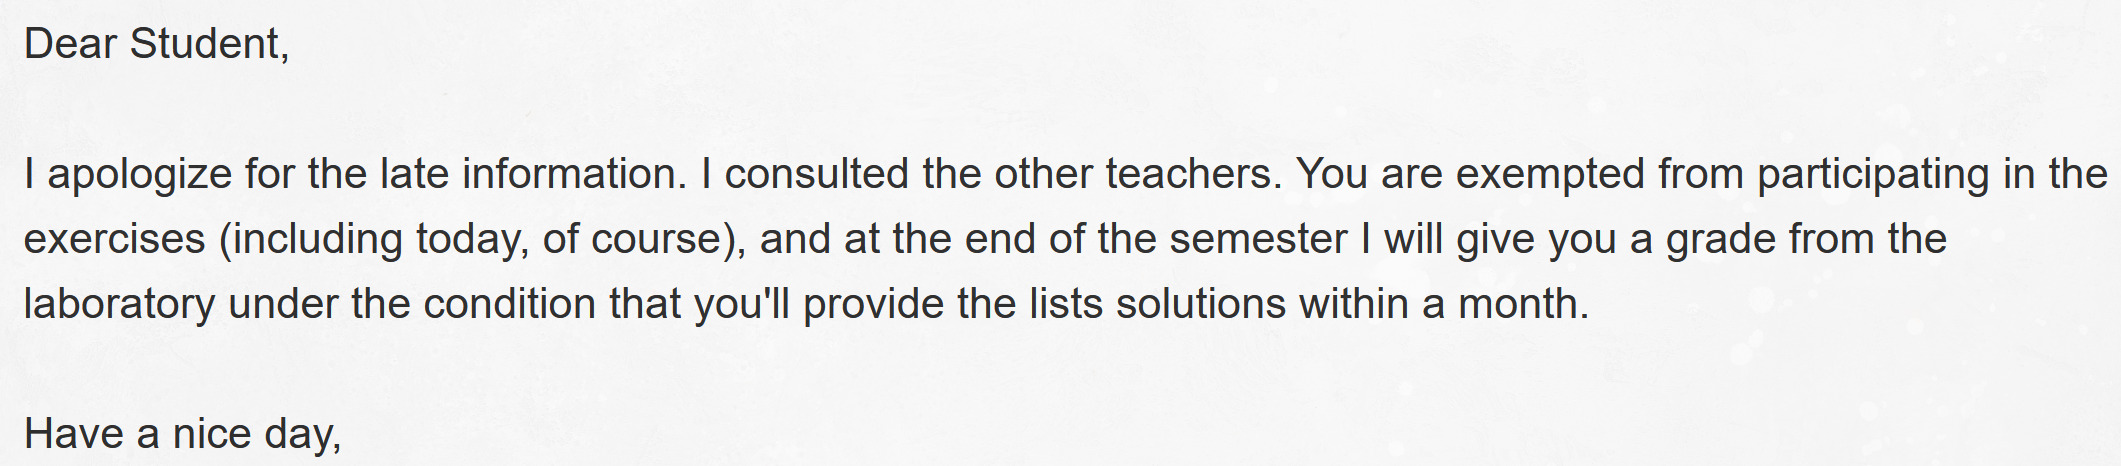 Dear Student,
I apologize for the late information. I consulted the other teachers. You are exempted from participating in the
exercises (including today, of course), and at the end of the semester I will give you a grade from the
laboratory under the condition that you'll provide the lists solutions within a month.
Have a nice day,